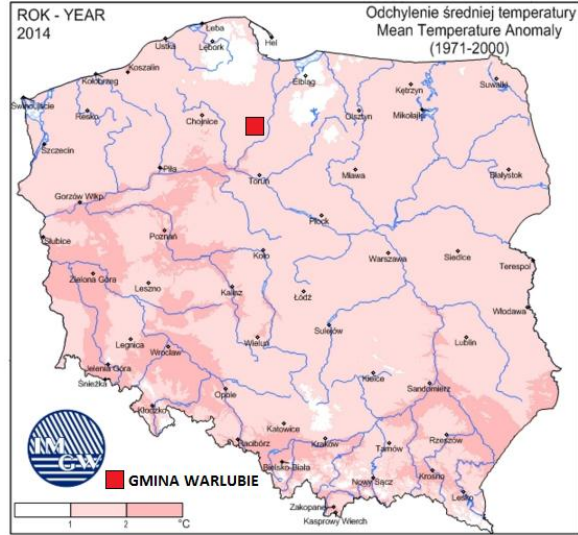 ROK - YEAR
2014
Odchylenie średniej temperatury
Mean Temperature Anomaly
(1971-2000)
Łeba
Hel
Ustka
Lębork
Koszalin
Kołobrzeg
Elbląg
Kętrzyn
Suwałki
Świnoujście
Resko
Chojnice
Olsztyn
Mikołajki
Szczecin
Piła
Toruń
Mława
Białystok
Gorzów Wlkp.
Płock
Słubice
Poznań
Koło
Warszawa
Siedlce
Terespol
Zielona Góra
Leszno
Kalisz
Łódź
Włodawa
Sulejów
Legnica
Wrocław
Wieluń
Lublin
Jelenia Góra
Śnieżka
Opole
Kielce
Sandomierz
Kłodzko
Katowice
Racibórz
Kraków
Tarnów
Rzeszów
Bielsko-Biała
Nowy Sącz
Krosno
Lesko
Zakopane
Kasprowy Wierch
IM
GW
GMINA WARLUBIE
1 2 °C